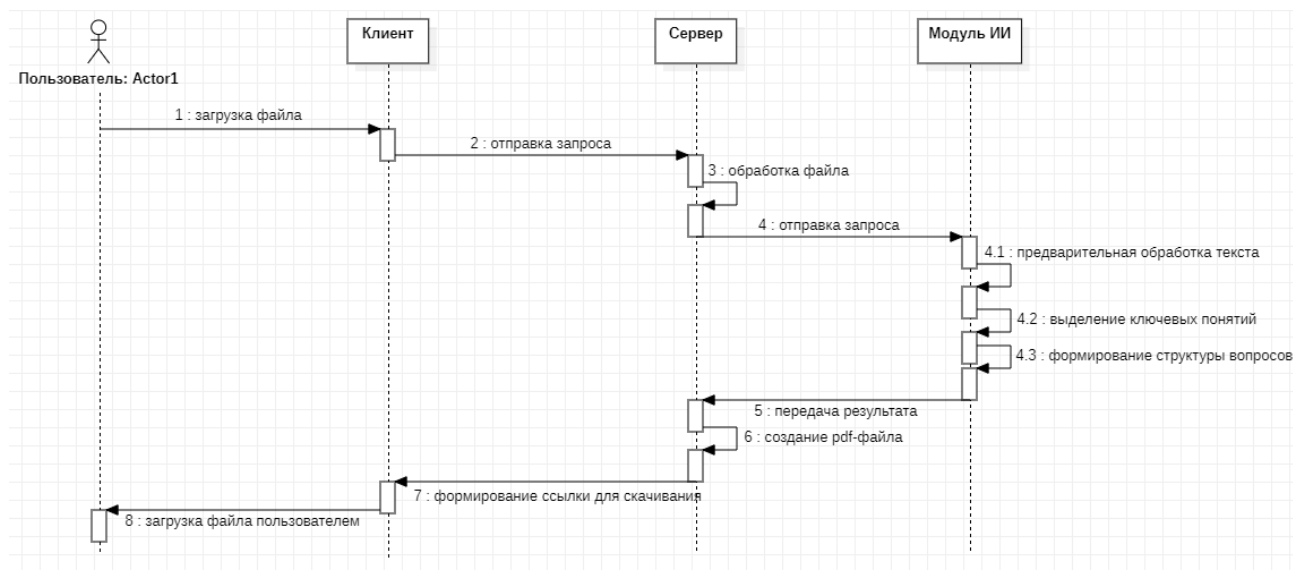 Клиент
Сервер
Модуль ИИ
Пользователь: Actor1
1 : загрузка файла
2 : отправка запроса
3 : обработка файла
4 : отправка запроса
4.1 : предварительная обработка текста
4.2 : выделение ключевых понятий
4.3 : формирование структуры вопросов
5 : передача результата
6 : создание pdf-файла
7 : формирование ссылки для скачивания
8 : загрузка файла пользователем